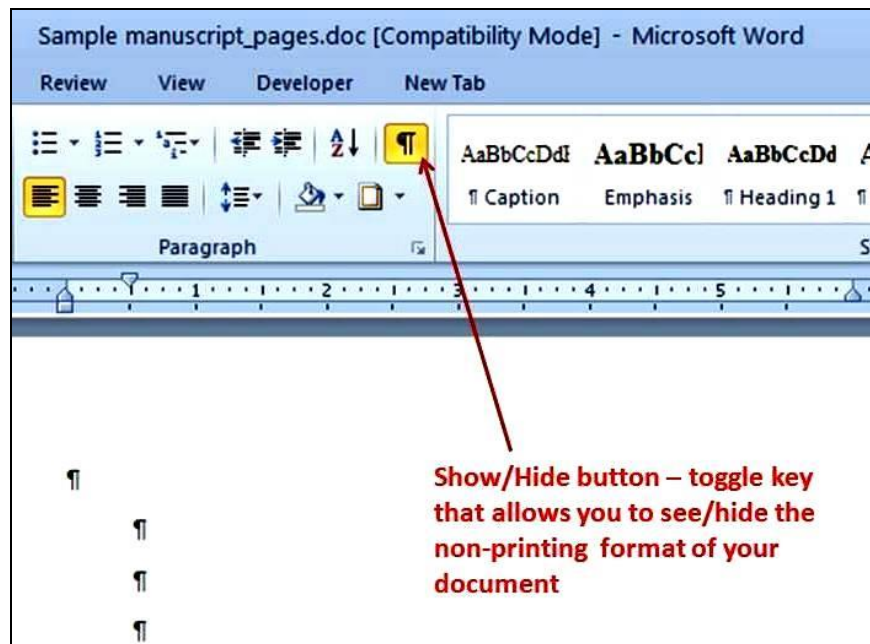 Sample manuscript_pages.doc [Compatibility Mode] - Microsoft Word
Review View Developer New Tab
AaBbCcDdI AaBbCcI AaBbCcDd
¶ Caption Emphasis ¶ Heading 1 ¶
Paragraph
1 2 3 4 5
¶
¶
¶
¶
Show/Hide button – toggle key
that allows you to see/hide the
non-printing format of your
document